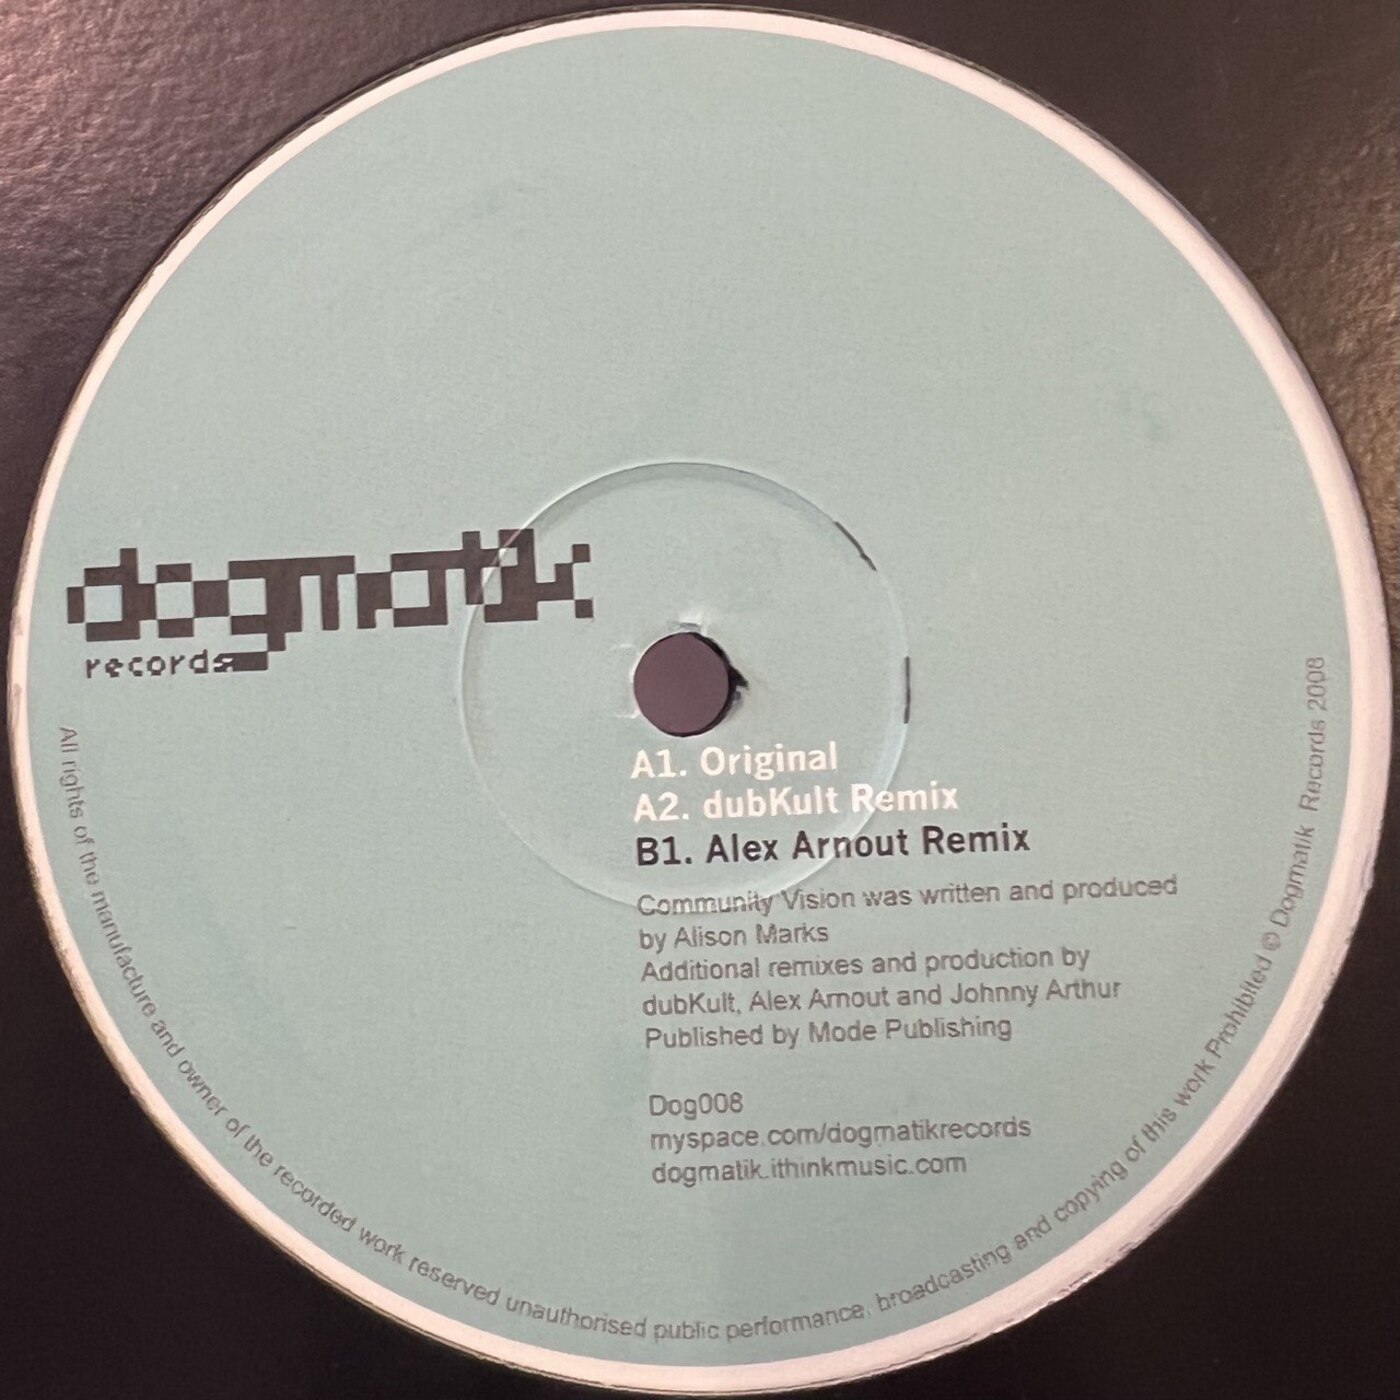 dogmatik
records
A1. Original
A2. dubKult Remix
B1. Alex Arnout Remix
Community Vision was written and produced
by Alison Marks
Additional remixes and production by
dubKult, Alex Arnout and Johnny Arthur
Published by Mode Publishing
Dog008
myspace.com/dogmatikrecords
dogmatik.ithinkmusic.com
All rights of the manufacture and owner of the recorded work reserved unauthorised public performance, broadcasting and copying of this work Prohibited © Dogmatik Records 2008